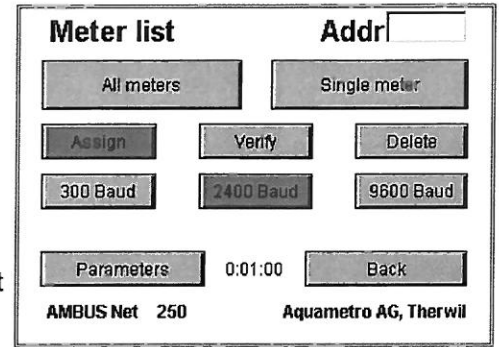 Meter list Addr
All meters Single meter
Assign Verify Delete
300 Baud 2400 Baud 9600 Baud
Parameters 0:01:00 Back
t
AMBUS Net 250 Aquametro AG, Therwil